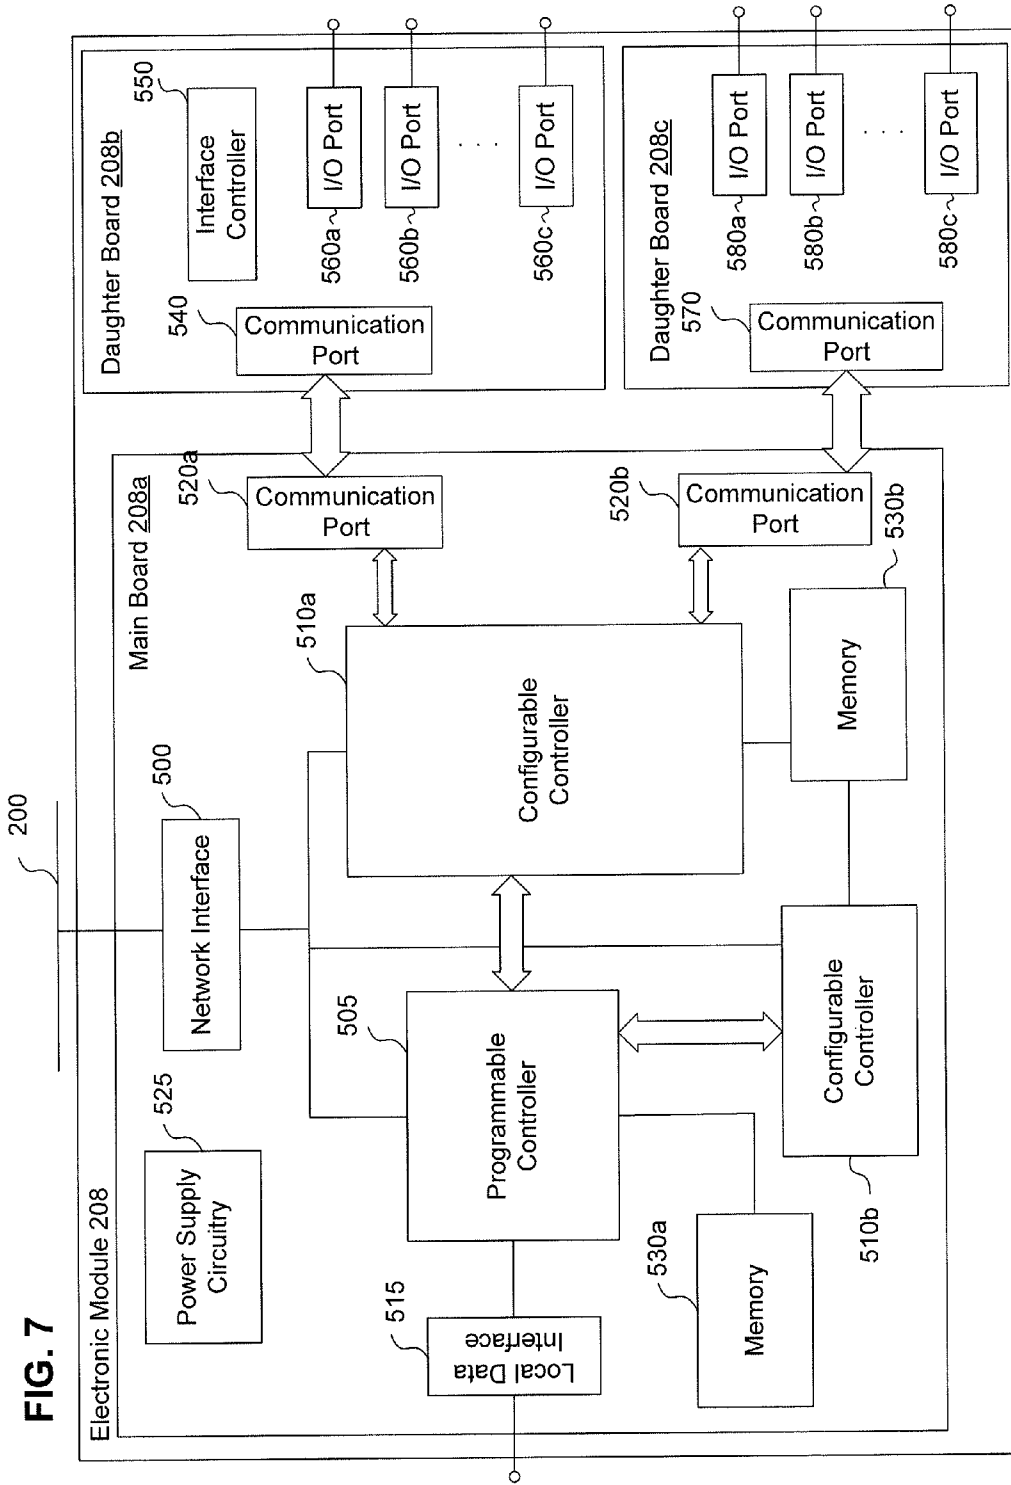 FIG. 7
200
Electronic Module 208
Main Board 208a
Power Supply
Circuitry
525
Network Interface
500
Local Data
Interface
515
Programmable
Controller
505
Configurable
Controller
510a
Memory
530a
Configurable
Controller
510b
Memory
530b
Communication
Port
520a
Communication
Port
520b
Daughter Board 208b
Communication
Port
540
Interface
Controller
550
560a
I/O Port
560b
I/O Port
. . .
560c
I/O Port
Daughter Board 208c
Communication
Port
570
580a
I/O Port
580b
I/O Port
. . . .
580c
I/O Port